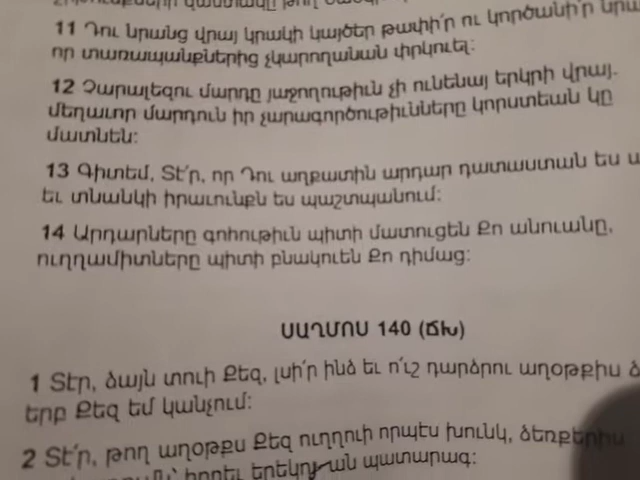 11 Դու նրանց վրայ կրակի կայծեր թափի՛ր ու կործանի՛ր
որ տառապանքներից չկարողանան փրկուել:
12 Չարալեզու մարդը յաջողութիւն չի ունենայ երկրի վրայ.
մեղաւոր մարդուն իր չարագործութիւնները կորստեան կը
մատնեն:
13 Գիտեմ, Տէ՛ր, որ Դու աղքատին արդար դատաստան ես
եւ տնանկի իրաւունքն ես պաշտպանում:
14 Արդարները գոհութիւն պիտի մատուցեն Քո անուանը,
ուղղամիտները պիտի բնակուեն Քո դիմաց:
ՍԱՂՄՈՍ 140 (ՃԽ)
1 Տէր, ձայն տուի Քեզ, լսի՛ր ինձ եւ ո՛ւշ դարձրու աղօթքիս
երբ Քեզ եմ կանչում:
2 Տէ՛ր, թող աղօթքս Քեզ ուղղուի որպէս խունկ, ձեռքերիս
պատարագ: